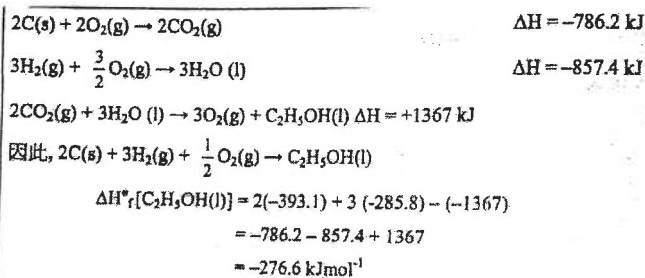 2C(s) + 2O₂(g) → 2CO₂(g) ΔH = –786.2 kJ
3H₂(g) + 3/2 O₂(g) → 3H₂O (l) ΔH = –857.4 kJ
2CO₂(g) + 3H₂O (l) → 3O₂(g) + C₂H₅OH(l) ΔH = +1367 kJ
因此, 2C(s) + 3H₂(g) + 1/2 O₂(g) → C₂H₅OH(l)
ΔH°f[C₂H₅OH(l)] = 2(–393.1) + 3 (-285.8) – (–1367)
= –786.2 – 857.4 + 1367
= –276.6 kJmol⁻¹